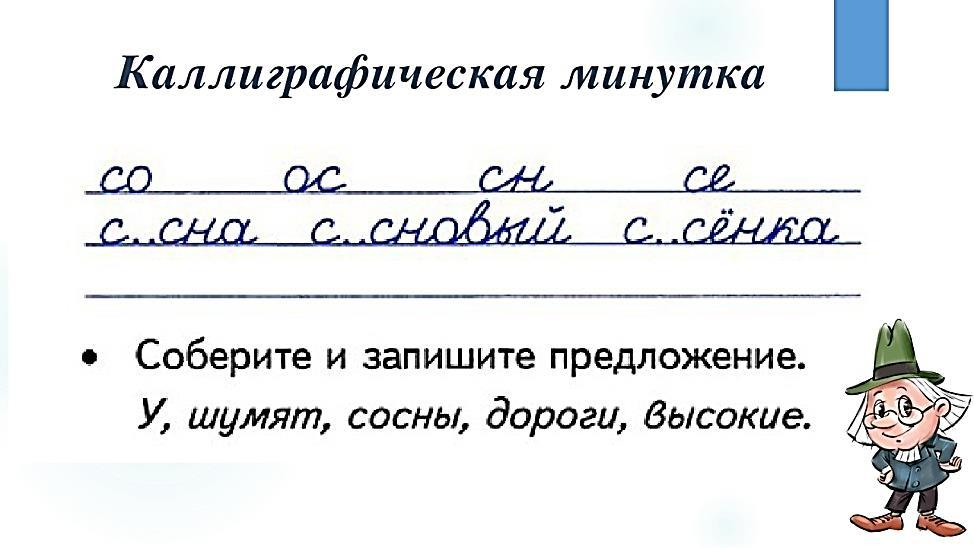 Каллиграфическая минутка
со ос сн се
с..сна с..сновый с..сёнка
• Соберите и запишите предложение.
У, шумят, сосны, дороги, высокие.